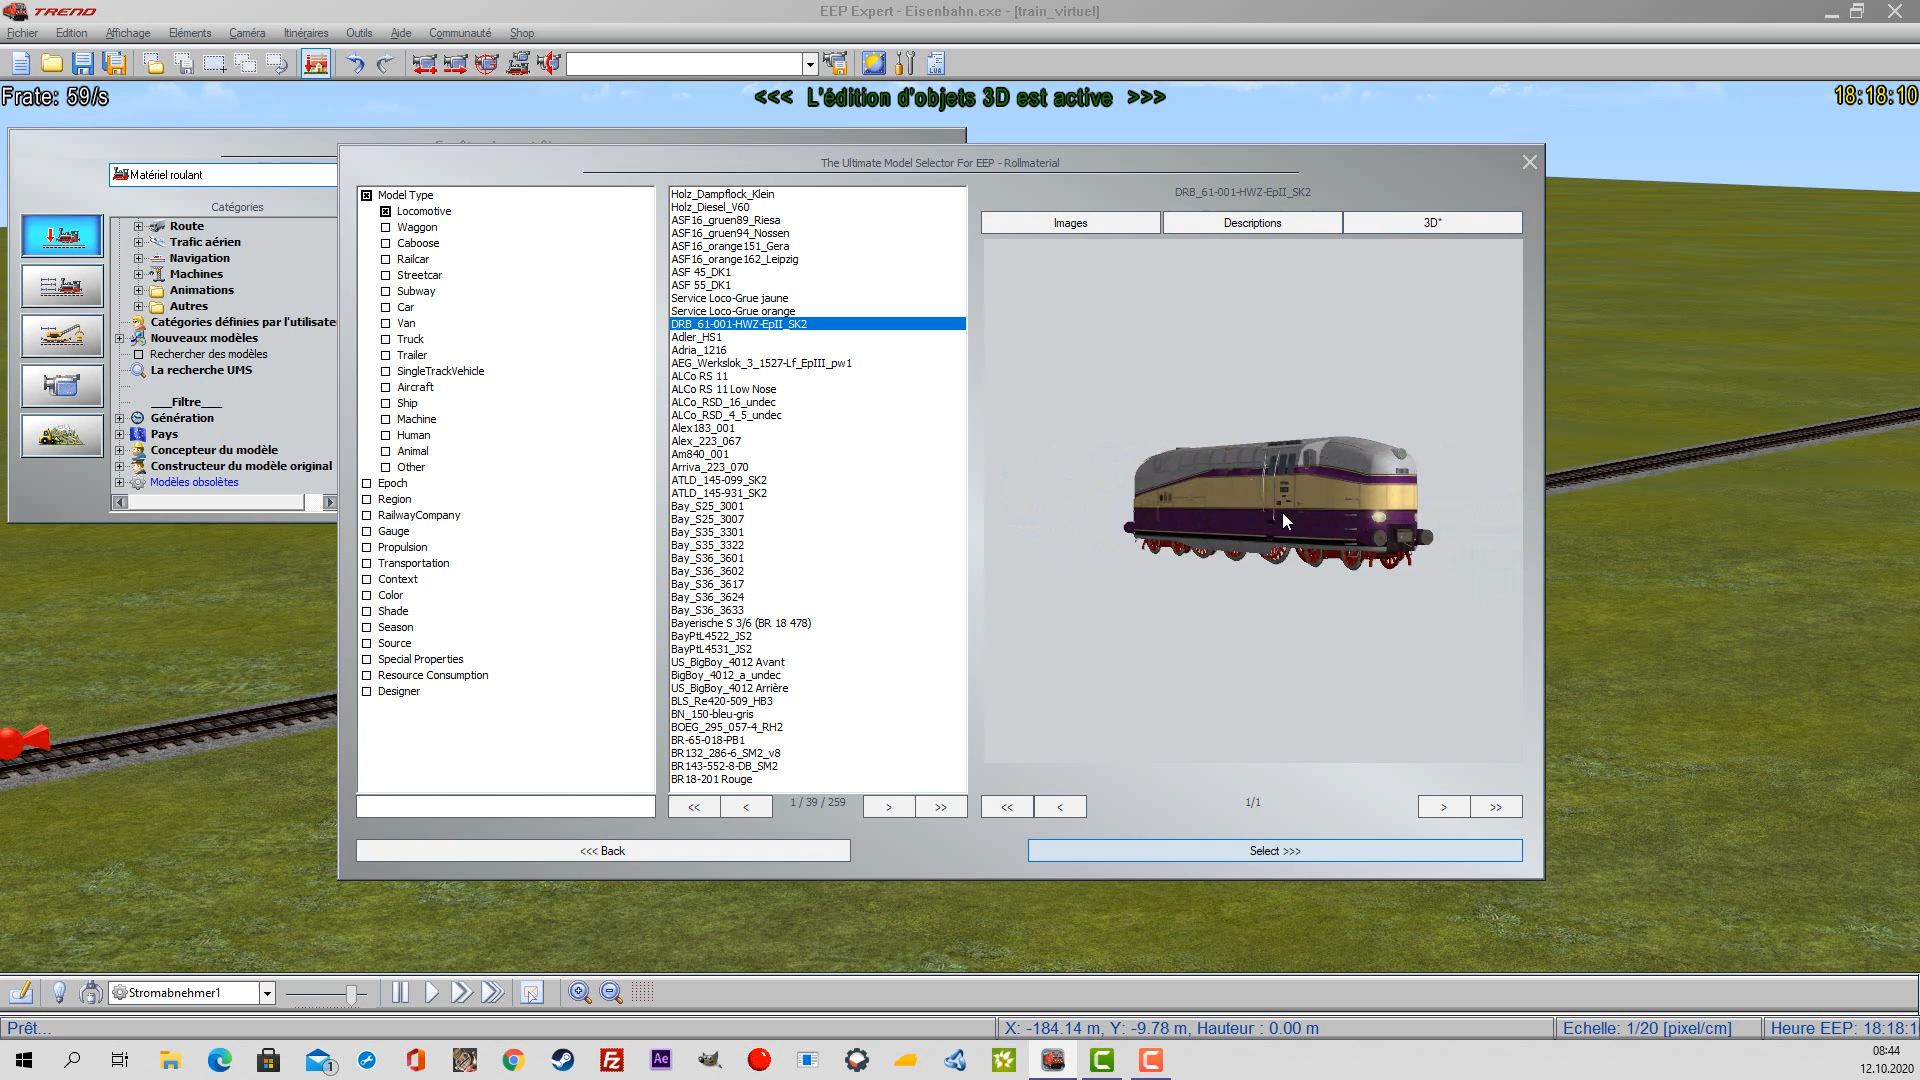 TREND
EEP Expert - Eisenbahn.exe - [train_virtuel]
Fichier Edition Affichage Eléments Caméra Itinéraires Outils Aide Communauté Shop
Frate: 59/s
<<< L'édition d'objets 3D est active >>>
18:18:10
Matériel roulant
Catégories
Route
Trafic aérien
Navigation
Machines
Animations
Autres
Catégories définies par l'utilisate
Nouveaux modèles
Rechercher des modèles
La recherche UMS
___Filtre___
Génération
Pays
Concepteur du modèle
Constructeur du modèle original
Modèles obsolètes
The Ultimate Model Selector For EEP - Rollmaterial
Model Type
Locomotive
Waggon
Caboose
Railcar
Streetcar
Subway
Car
Van
Truck
Trailer
SingleTrackVehicle
Aircraft
Ship
Machine
Human
Animal
Other
Epoch
Region
RailwayCompany
Gauge
Propulsion
Transportation
Context
Color
Shade
Season
Source
Special Properties
Resource Consumption
Designer
Holz_Dampflock_Klein
Holz_Diesel_V60
ASF16_gruen89_Riesa
ASF16_gruen94_Nossen
ASF16_orange151_Gera
ASF16_orange162_Leipzig
ASF 45_DK1
ASF 55_DK1
Service Loco-Grue jaune
Service Loco-Grue orange
DRB_61-001-HWZ-EpII_SK2
Adler_HS1
Adria_1216
AEG_Werkslok_3_1527-Lf_EpIII_pw1
ALCo RS 11
ALCo RS 11 Low Nose
ALCo_RSD_16_undec
ALCo_RSD_4_5_undec
Alex183_001
Alex_223_067
Am840_001
Arriva_223_070
ATLD_145-099_SK2
ATLD_145-931_SK2
Bay_S25_3001
Bay_S25_3007
Bay_S35_3301
Bay_S35_3322
Bay_S36_3601
Bay_S36_3602
Bay_S36_3617
Bay_S36_3624
Bay_S36_3633
Bayerische S 3/6 (BR 18 478)
BayPtL4522_JS2
BayPtL4531_JS2
US_BigBoy_4012 Avant
BigBoy_4012_a_undec
US_BigBoy_4012 Arrière
BLS_Re420-509_HB3
BN_150-bleu-gris
BOEG_295_057-4_RH2
BR-65-018-PB1
BR132_286-6_SM2_v8
BR143-552-8-DB_SM2
BR18-201 Rouge
<< < 1 / 39 / 259 > >>
DRB_61-001-HWZ-EpII_SK2
Images Descriptions 3D*
<< < 1/1 > >>
<<< Back
Select >>>
Stromabnehmer1
Prêt...
X: -184.14 m, Y: -9.78 m, Hauteur : 0.00 m
Echelle: 1/20 [pixel/cm]
Heure EEP: 18:18:1
08:44
12.10.2020